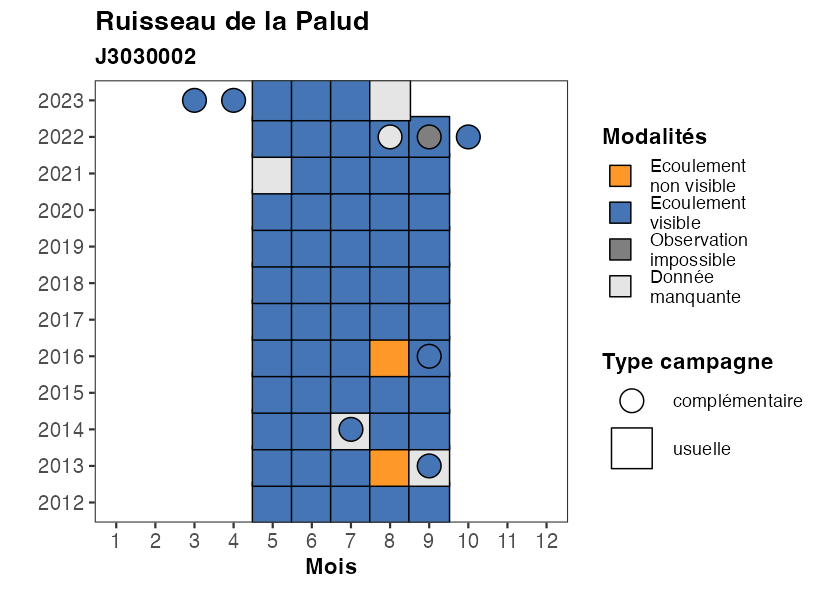 Ruisseau de la Palud
J3030002
2023
2022
2021
2020
2019
2018
2017
2016
2015
2014
2013
2012
1 2 3 4 5 6 7 8 9 10 11 12
Mois
Modalités
Ecoulement
non visible
Ecoulement
visible
Observation
impossible
Donnée
manquante
Type campagne
complémentaire
usuelle